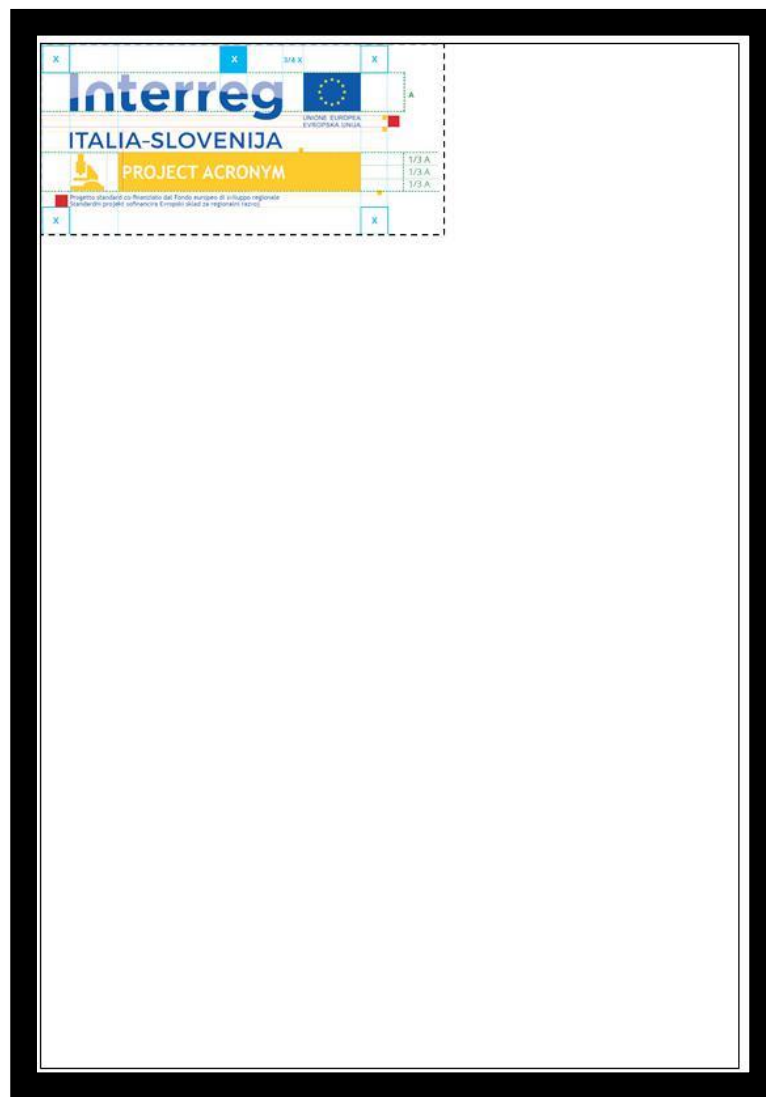 X X 3/4 X X
Interreg
A
UNIONE EUROPEA
EVROPSKA UNIJA
ITALIA-SLOVENIJA
PROJECT ACRONYM
1/3 A
1/3 A
1/3 A
Progetto standard co-finanziato dal Fondo europeo di sviluppo regionale
Standardni projekt sofinancira Evropski sklad za regionalni razvoj
X X